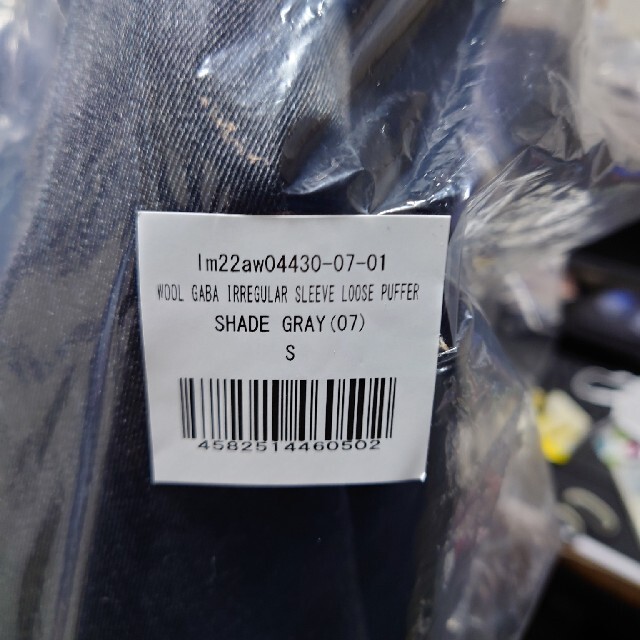 lm22aw04430-07-01
WOOL GABA IRREGULAR SLEEVE LOOSE PUFFER
SHADE GRAY(07)
S
4582514460502